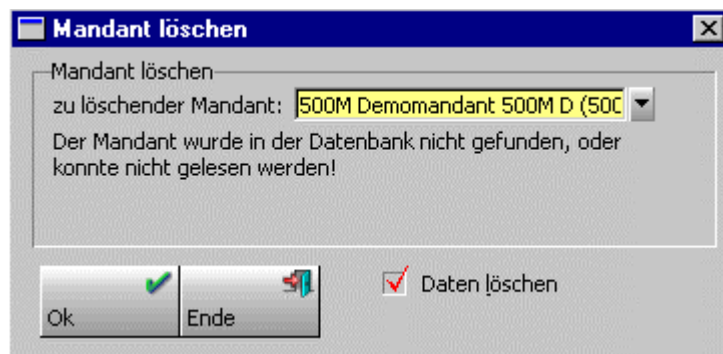 Mandant löschen
Mandant löschen
zu löschender Mandant: 500M Demomandant 500M D (500
Der Mandant wurde in der Datenbank nicht gefunden, oder
konnte nicht gelesen werden!
Ok Ende Daten löschen